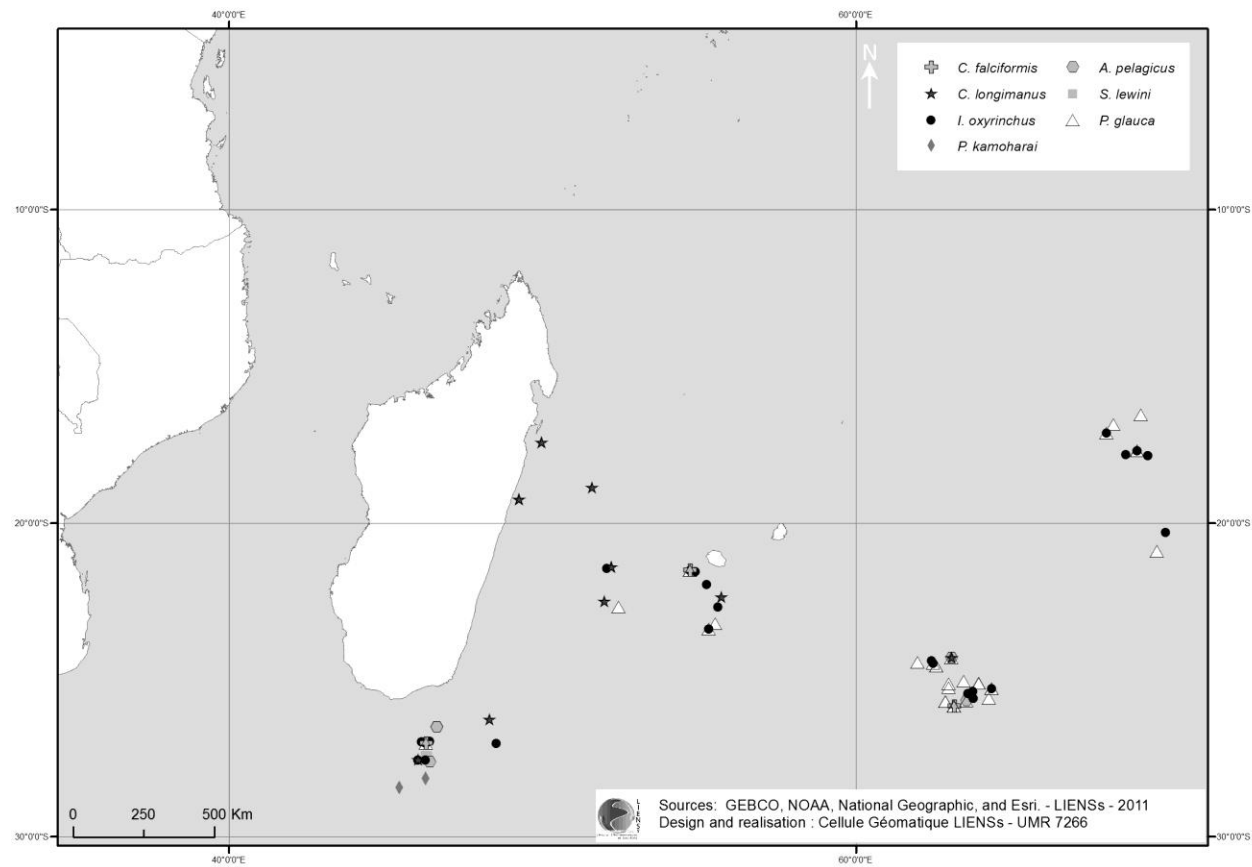 40°0'0"E 60°0'0"E
N
C. falciformis A. pelagicus
C. longimanus S. lewini
I. oxyrinchus P. glauca
P. kamoharai
10°0'0"S 10°0'0"S
20°0'0"S 20°0'0"S
0 250 500 Km
LIENSs
Sources: GEBCO, NOAA, National Geographic, and Esri. - LIENSs - 2011
Design and realisation : Cellule Géomatique LIENSs - UMR 7266
30°0'0"S 30°0'0"S
40°0'0"E 60°0'0"E